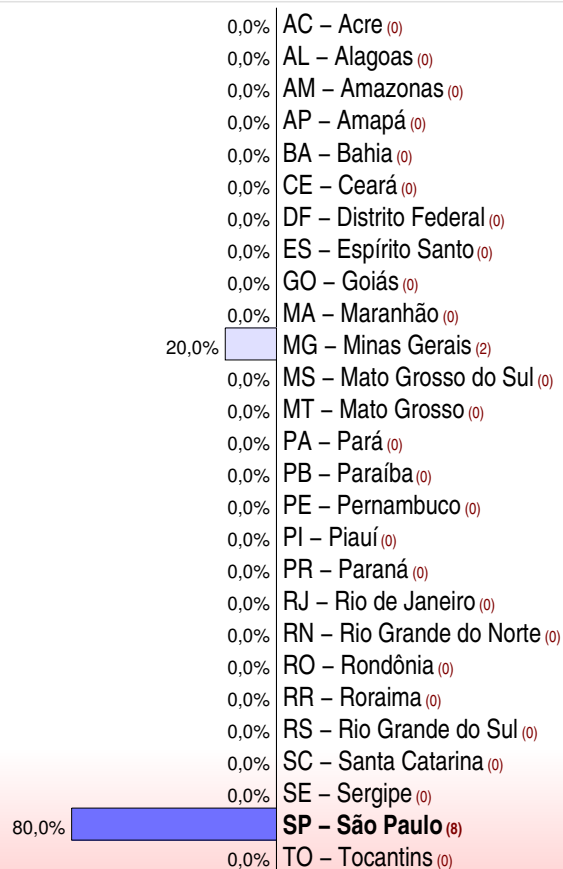 0,0% AC – Acre (0)
0,0% AL – Alagoas (0)
0,0% AM – Amazonas (0)
0,0% AP – Amapá (0)
0,0% BA – Bahia (0)
0,0% CE – Ceará (0)
0,0% DF – Distrito Federal (0)
0,0% ES – Espírito Santo (0)
0,0% GO – Goiás (0)
0,0% MA – Maranhão (0)
20,0% MG – Minas Gerais (2)
0,0% MS – Mato Grosso do Sul (0)
0,0% MT – Mato Grosso (0)
0,0% PA – Pará (0)
0,0% PB – Paraíba (0)
0,0% PE – Pernambuco (0)
0,0% PI – Piauí (0)
0,0% PR – Paraná (0)
0,0% RJ – Rio de Janeiro (0)
0,0% RN – Rio Grande do Norte (0)
0,0% RO – Rondônia (0)
0,0% RR – Roraima (0)
0,0% RS – Rio Grande do Sul (0)
0,0% SC – Santa Catarina (0)
0,0% SE – Sergipe (0)
80,0% SP – São Paulo (8)
0,0% TO – Tocantins (0)